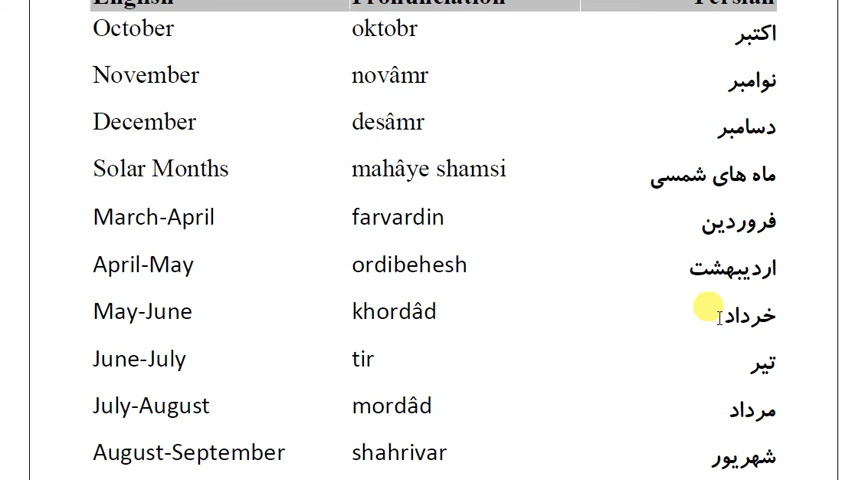 English Pronunciation Persian
October oktobr اکتبر
November novâmr نوامبر
December desâmr دسامبر
Solar Months mahâye shamsi ماه های شمسی
March-April farvardin فروردین
April-May ordibehesh اردیبهشت
May-June khordâd خرداد
June-July tir تیر
July-August mordâd مرداد
August-September shahrivar شهریور